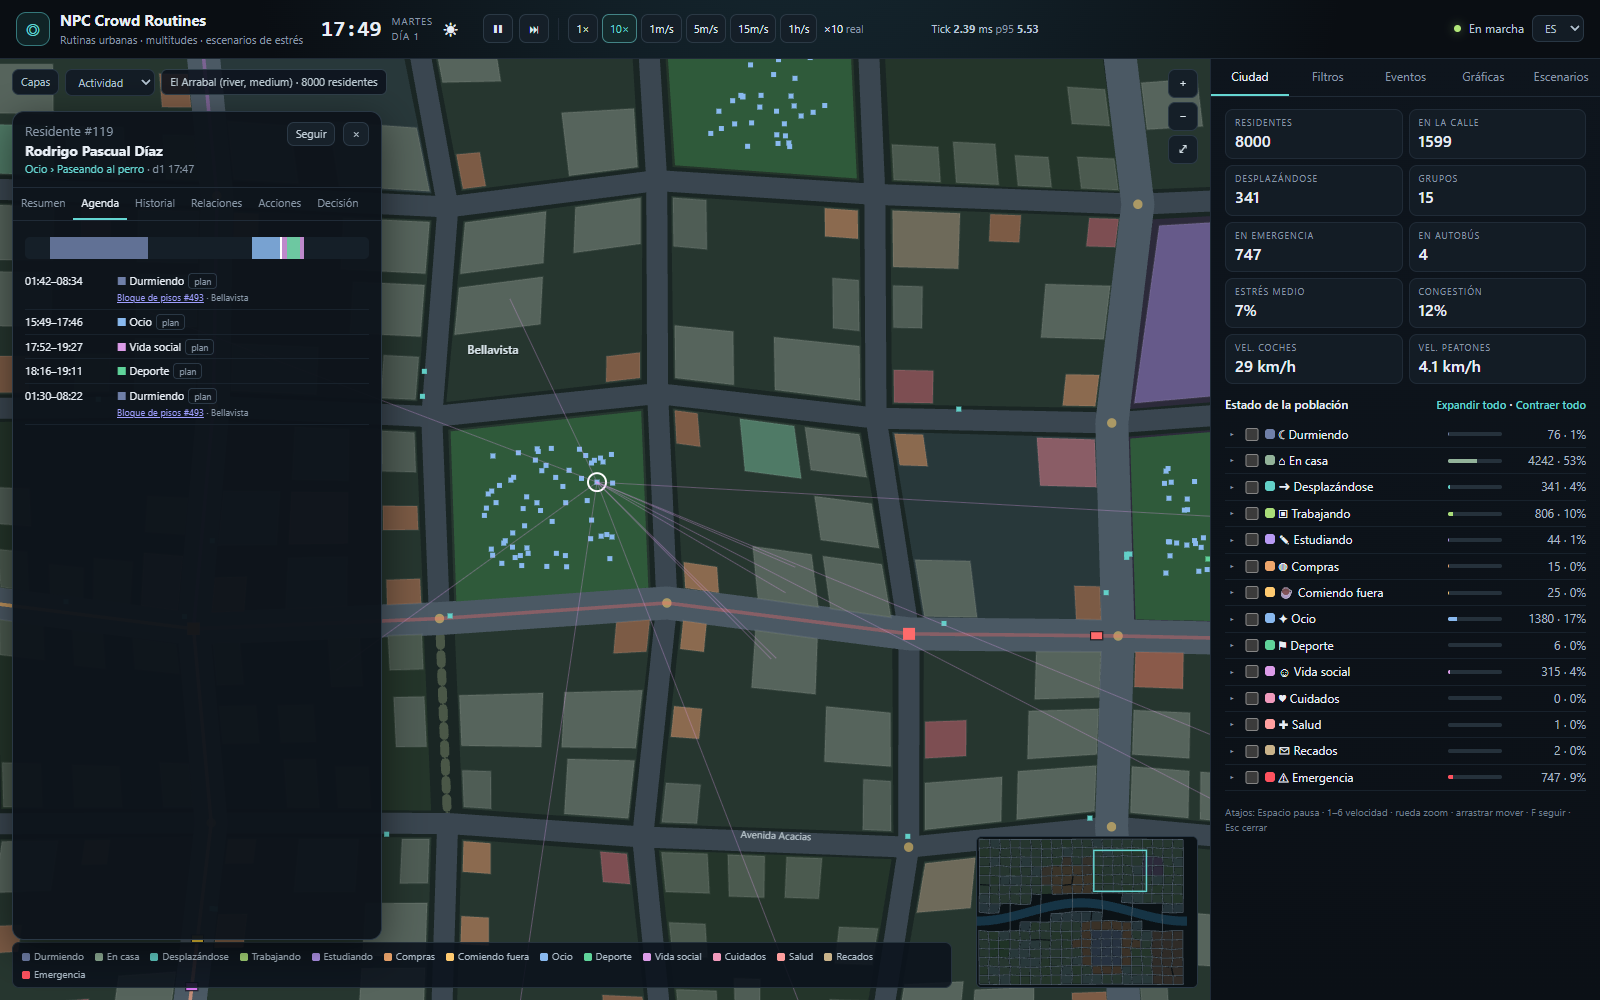 NPC Crowd Routines
Rutinas urbanas · multitudes · escenarios de estrés
17:49
MARTES
DÍA 1
1×
10×
1m/s
5m/s
15m/s
1h/s
×10 real
Tick 2.39 ms p95 5.53
En marcha
ES
Capas
Actividad
El Arrabal (river, medium) · 8000 residentes
Residente #119
Rodrigo Pascual Díaz
Ocio › Paseando al perro · d1 17:47
Seguir
×
Resumen
Agenda
Historial
Relaciones
Acciones
Decisión
01:42–08:34 Durmiendo plan
Bloque de pisos #493 · Bellavista
15:49–17:46 Ocio plan
17:52–19:27 Vida social plan
18:16–19:11 Deporte plan
01:30–08:22 Durmiendo plan
Bloque de pisos #493 · Bellavista
Bellavista
Avenida Acacias
+
−
Durmiendo
En casa
Desplazándose
Trabajando
Estudiando
Compras
Comiendo fuera
Ocio
Deporte
Vida social
Cuidados
Salud
Recados
Emergencia
Ciudad
Filtros
Eventos
Gráficas
Escenarios
RESIDENTES
8000
EN LA CALLE
1599
DESPLAZÁNDOSE
341
GRUPOS
15
EN EMERGENCIA
747
EN AUTOBÚS
4
ESTRÉS MEDIO
7%
CONGESTIÓN
12%
VEL. COCHES
29 km/h
VEL. PEATONES
4.1 km/h
Estado de la población
Expandir todo · Contraer todo
Durmiendo 76 · 1%
En casa 4242 · 53%
Desplazándose 341 · 4%
Trabajando 806 · 10%
Estudiando 44 · 1%
Compras 15 · 0%
Comiendo fuera 25 · 0%
Ocio 1380 · 17%
Deporte 6 · 0%
Vida social 315 · 4%
Cuidados 0 · 0%
Salud 1 · 0%
Recados 2 · 0%
Emergencia 747 · 9%
Atajos: Espacio pausa · 1–6 velocidad · rueda zoom · arrastrar mover · F seguir ·
Esc cerrar